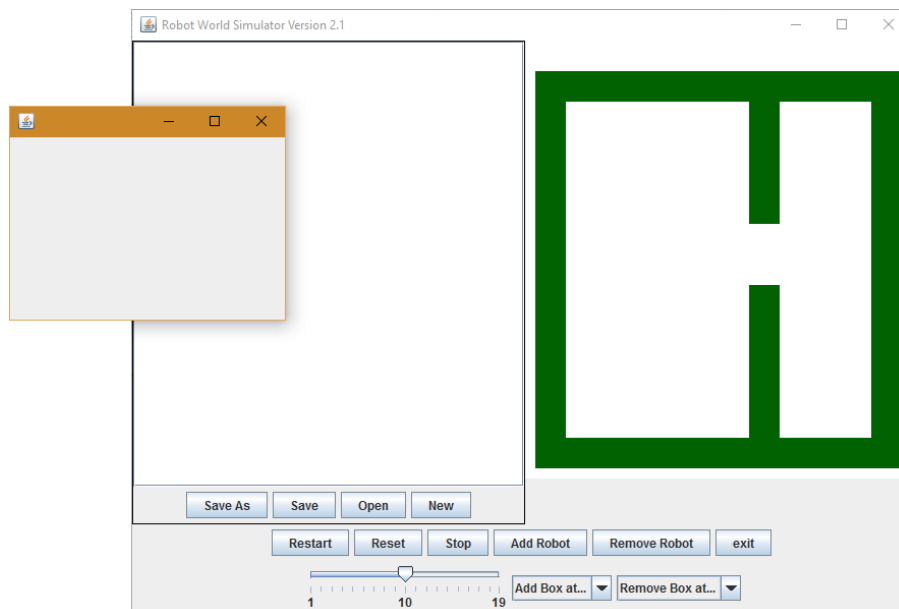 Robot World Simulator Version 2.1
Save As Save Open New
Restart Reset Stop Add Robot Remove Robot exit
Add Box at... Remove Box at...
1 10 19